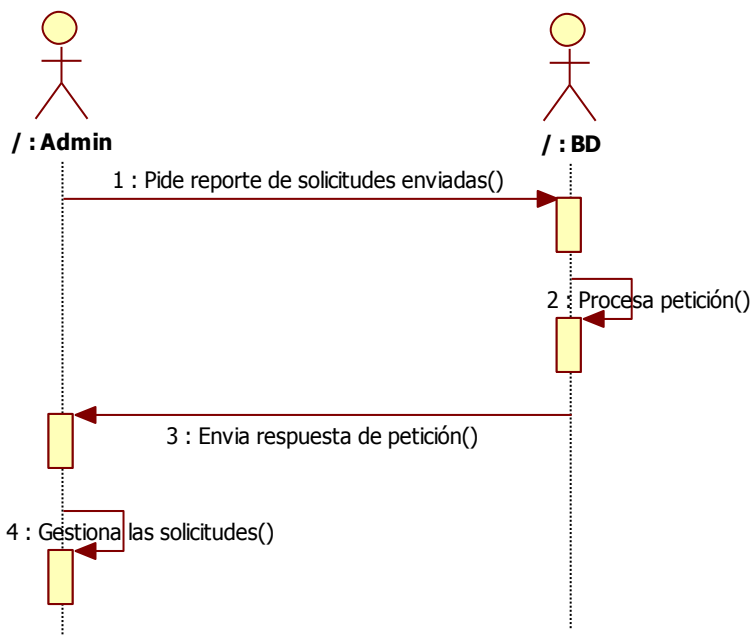 / : Admin
/ : BD
1 : Pide reporte de solicitudes enviadas()
2 : Procesa petición()
3 : Envia respuesta de petición()
4 : Gestiona las solicitudes()